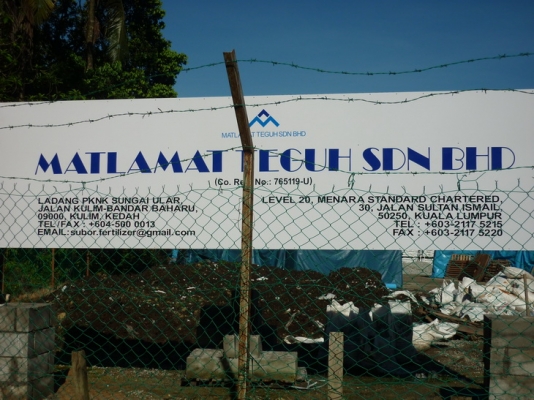 MATLAMAT TEGUH SDN BHD
MATLAMAT TEGUH SDN BHD
(Co. Reg No.: 765119-U)
LADANG PKNK SUNGAI ULAR,
JALAN KULIM-BANDAR BAHARU,
09000, KULIM, KEDAH
TEL/FAX : +604-500 0013
EMAIL:subor.fertilizer@gmail.com
LEVEL 20, MENARA STANDARD CHARTERED,
30, JALAN SULTAN ISMAIL,
50250, KUALA LUMPUR
TEL : +603-2117 5215
FAX : +603-2117 5220